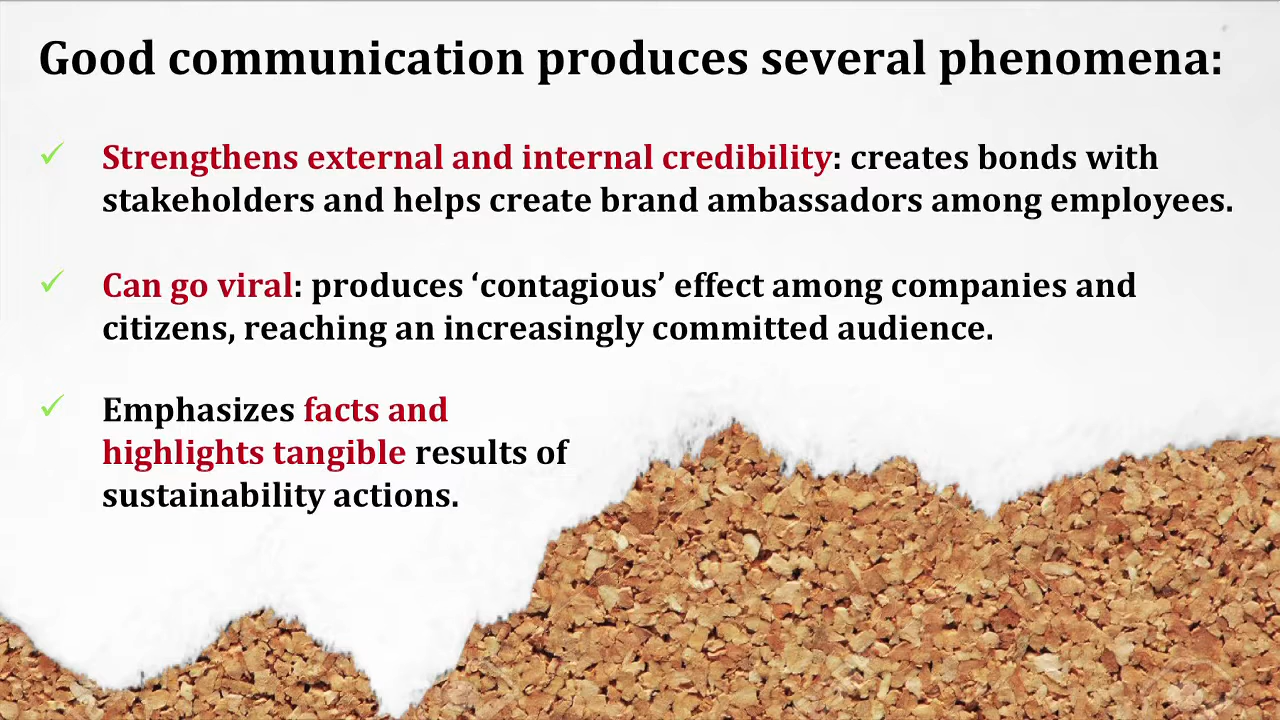 Good communication produces several phenomena:
✓ Strengthens external and internal credibility: creates bonds with
stakeholders and helps create brand ambassadors among employees.
✓ Can go viral: produces ‘contagious’ effect among companies and
citizens, reaching an increasingly committed audience.
✓ Emphasizes facts and
highlights tangible results of
sustainability actions.